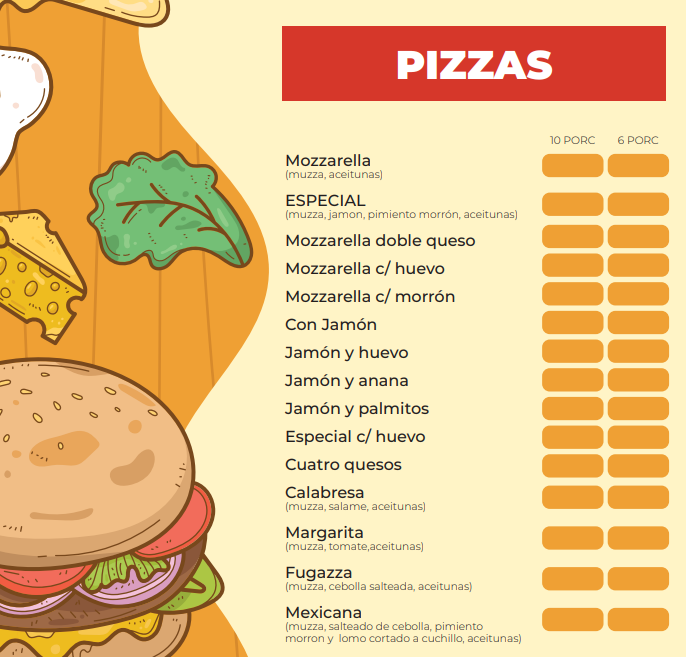 PIZZAS
10 PORC 6 PORC
Mozzarella
(muzza, aceitunas)
ESPECIAL
(muzza, jamon, pimiento morrón, aceitunas)
Mozzarella doble queso
Mozzarella c/ huevo
Mozzarella c/ morrón
Con Jamón
Jamón y huevo
Jamón y anana
Jamón y palmitos
Especial c/ huevo
Cuatro quesos
Calabresa
(muzza, salame, aceitunas)
Margarita
(muzza, tomate,aceitunas)
Fugazza
(muzza, cebolla salteada, aceitunas)
Mexicana
(muzza, salteado de cebolla, pimiento
morron y lomo cortado a cuchillo, aceitunas)